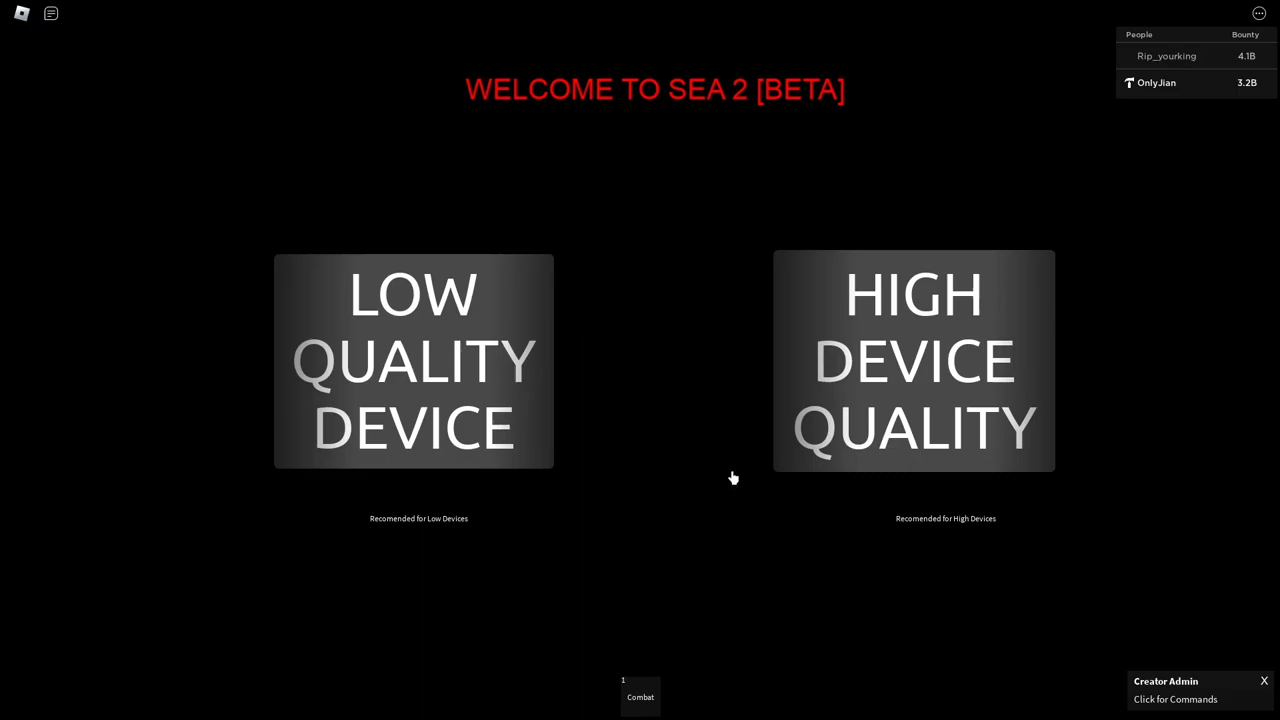 People Bounty
Rip_yourking 4.1B
OnlyJian 3.2B
WELCOME TO SEA 2 [BETA]
LOW
QUALITY
DEVICE
HIGH
DEVICE
QUALITY
Recomended for Low Devices
Recomended for High Devices
1
Combat
Creator Admin X
Click for Commands